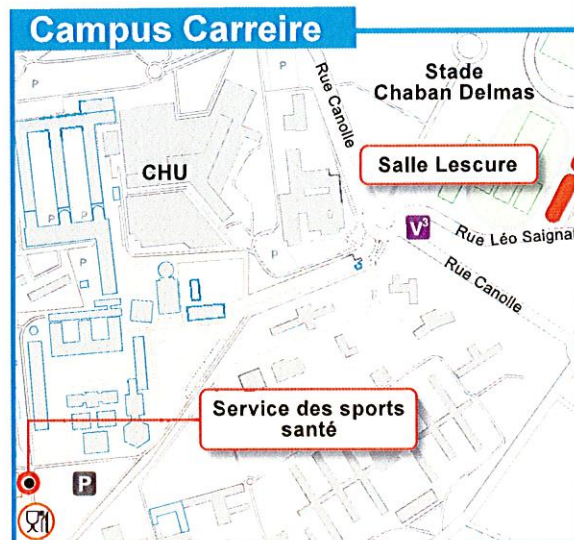 Campus Carreire
P
Rue Canolle
Stade
Chaban Delmas
CHU
Salle Lescure
P
P
P
P
V³
Rue Léo Saignat
Rue Canolle
Service des sports
santé
P